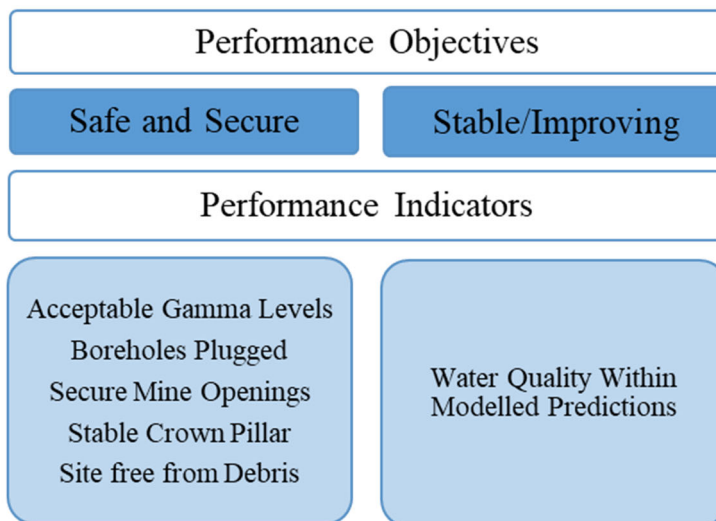 Performance Objectives
Safe and Secure
Stable/Improving
Performance Indicators
Acceptable Gamma Levels
Boreholes Plugged
Secure Mine Openings
Stable Crown Pillar
Site free from Debris
Water Quality Within
Modelled Predictions